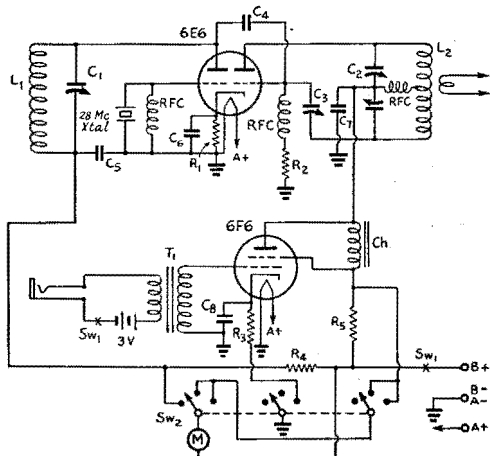 6E6
C4
L1
C1
28 Mc Xtal
RFC
C6
R1
A+
C5
RFC
R2
C3
C7
C2
RFC
L2
6F6
Ch
T1
C8
R3
A+
R5
Sw1
3V
R4
Sw1
B+
B-
A-
A+
Sw2
M